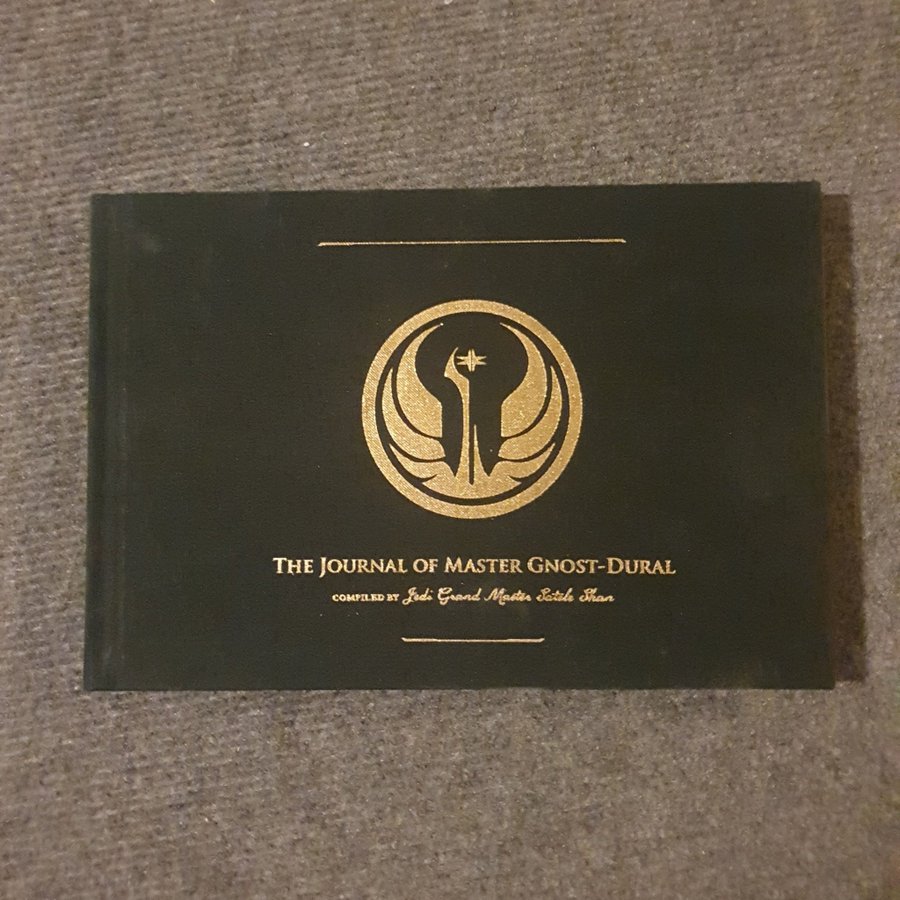 The Journal of Master Gnost-Dural
compiled by Jedi Grand Master Satele Shan